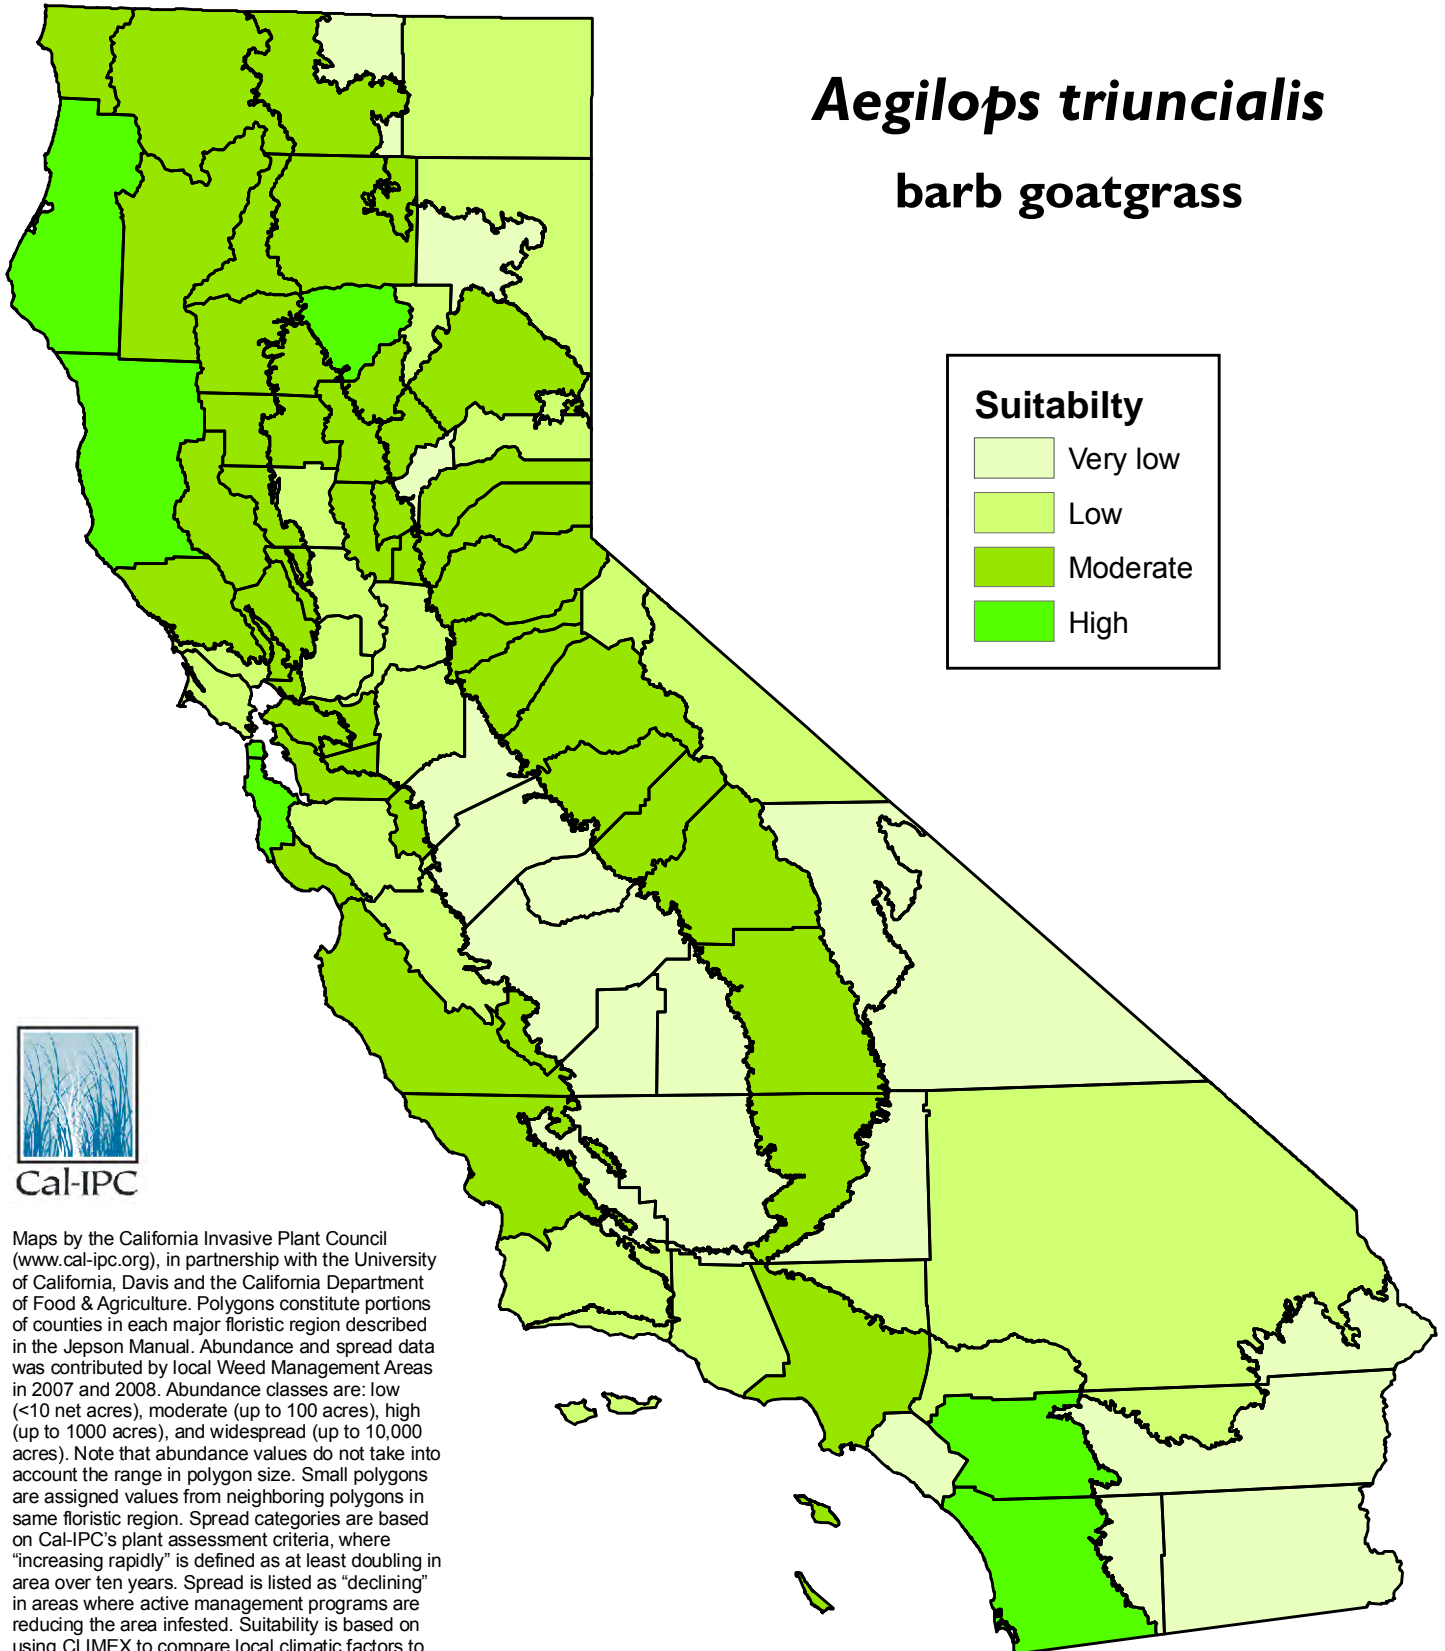 Aegilops triuncialis
barb goatgrass
Suitabilty
Very low
Low
Moderate
High
Cal-IPC
Maps by the California Invasive Plant Council
(www.cal-ipc.org), in partnership with the University
of California, Davis and the California Department
of Food & Agriculture. Polygons constitute portions
of counties in each major floristic region described
in the Jepson Manual. Abundance and spread data
was contributed by local Weed Management Areas
in 2007 and 2008. Abundance classes are: low
(<10 net acres), moderate (up to 100 acres), high
(up to 1000 acres), and widespread (up to 10,000
acres). Note that abundance values do not take into
account the range in polygon size. Small polygons
are assigned values from neighboring polygons in
same floristic region. Spread categories are based
on Cal-IPC's plant assessment criteria, where
“increasing rapidly” is defined as at least doubling in
area over ten years. Spread is listed as “declining”
in areas where active management programs are
reducing the area infested. Suitability is based on
using CLIMEX to compare local climatic factors to